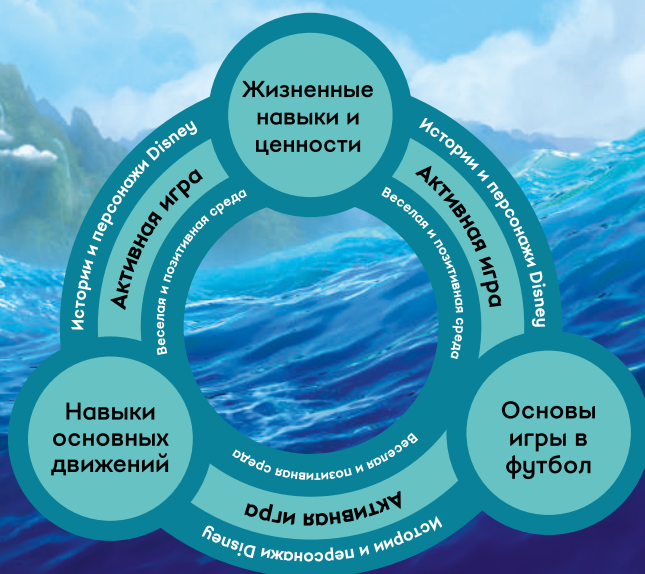 Жизненные
навыки и
ценности
Истории и персонажи Disney
Активная игра
Веселая и позитивная среда
Истории и персонажи Disney
Активная игра
Веселая и позитивная среда
Навыки
основных
движений
Основы
игры в
футбол
Веселая и позитивная среда
Активная игра
Истории и персонажи Disney